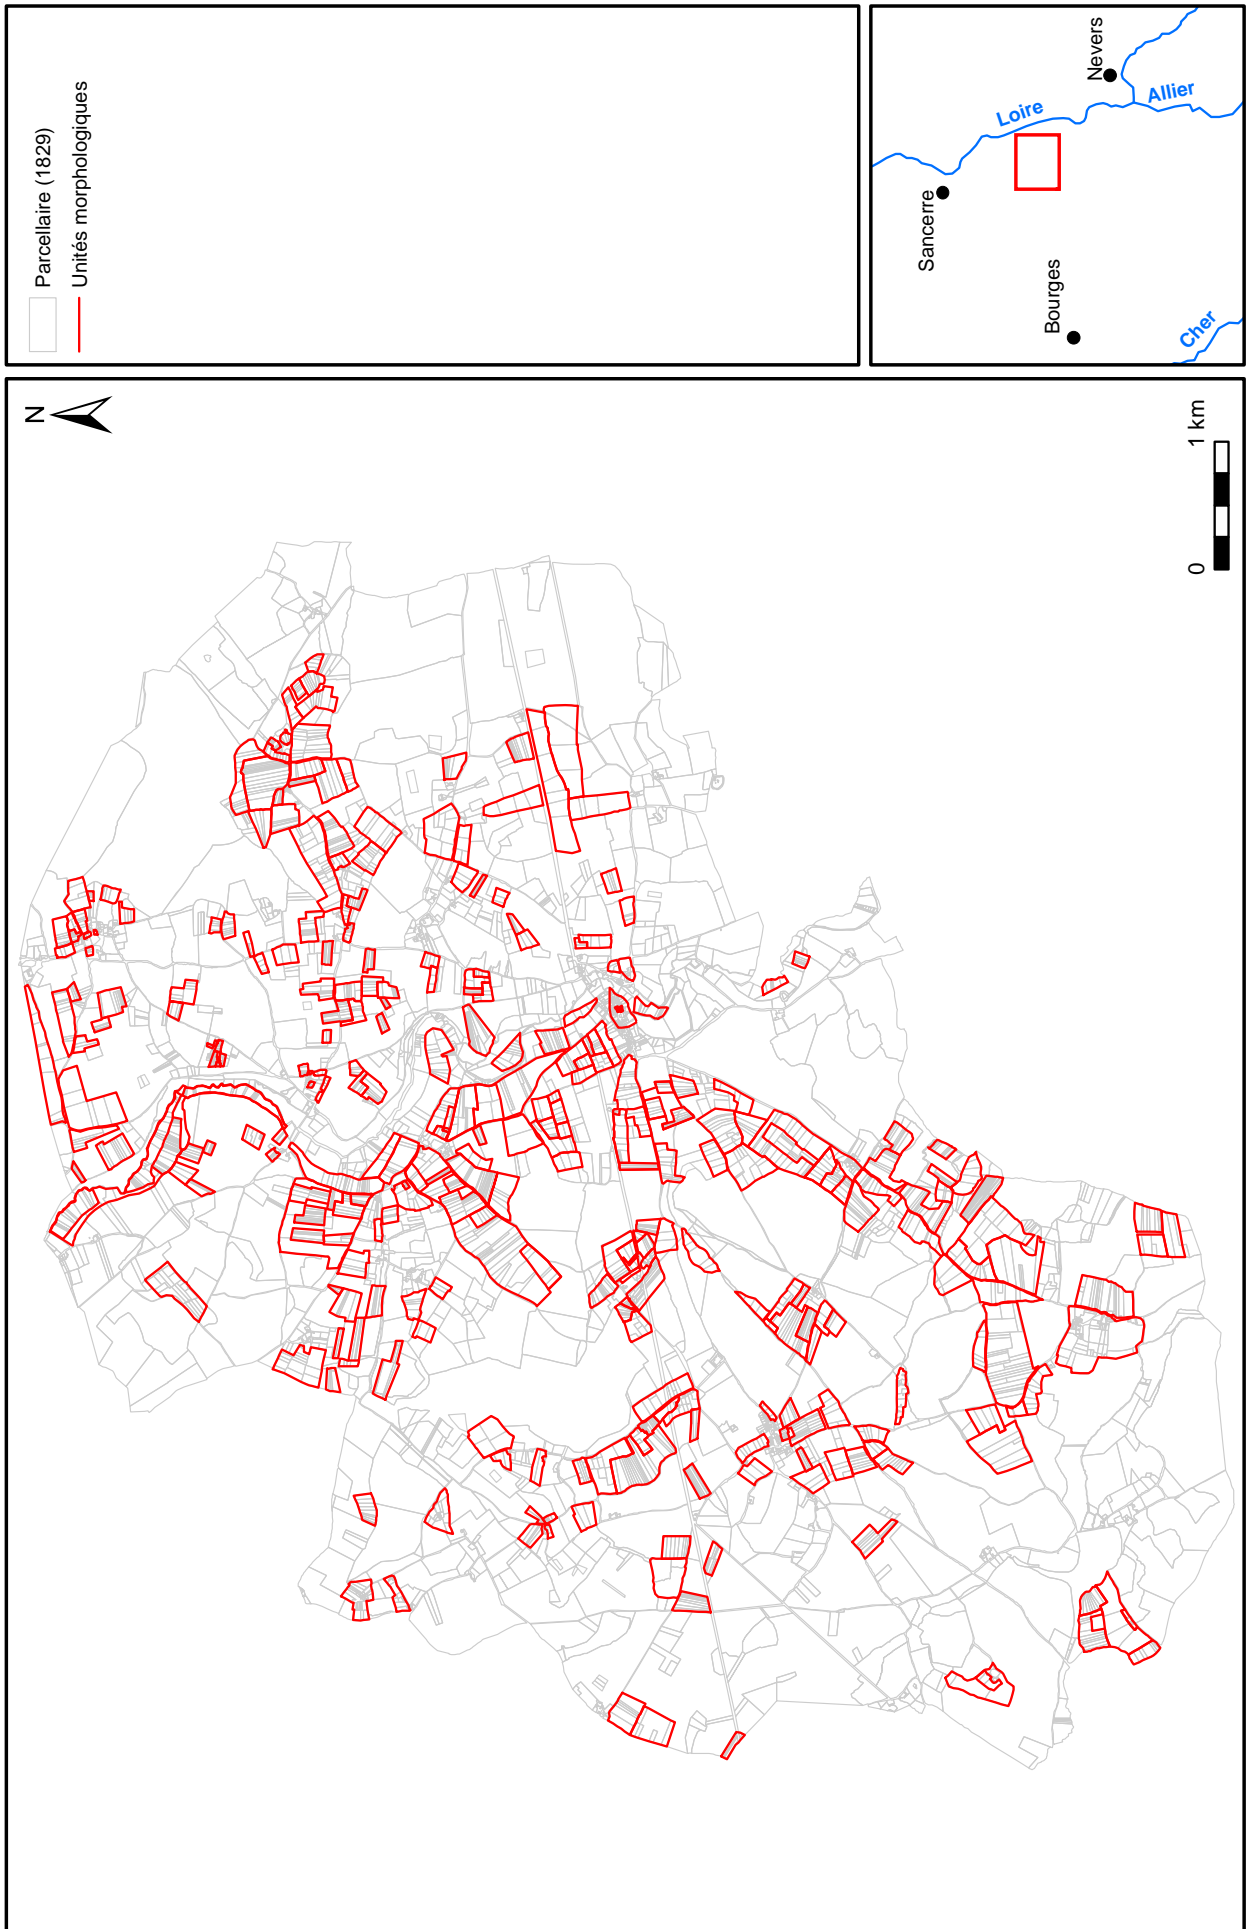 Parcellaire (1829)
Unités morphologiques
Nevers
Allier
Loire
Sancerre
Bourges
Cher
N
0 1 km